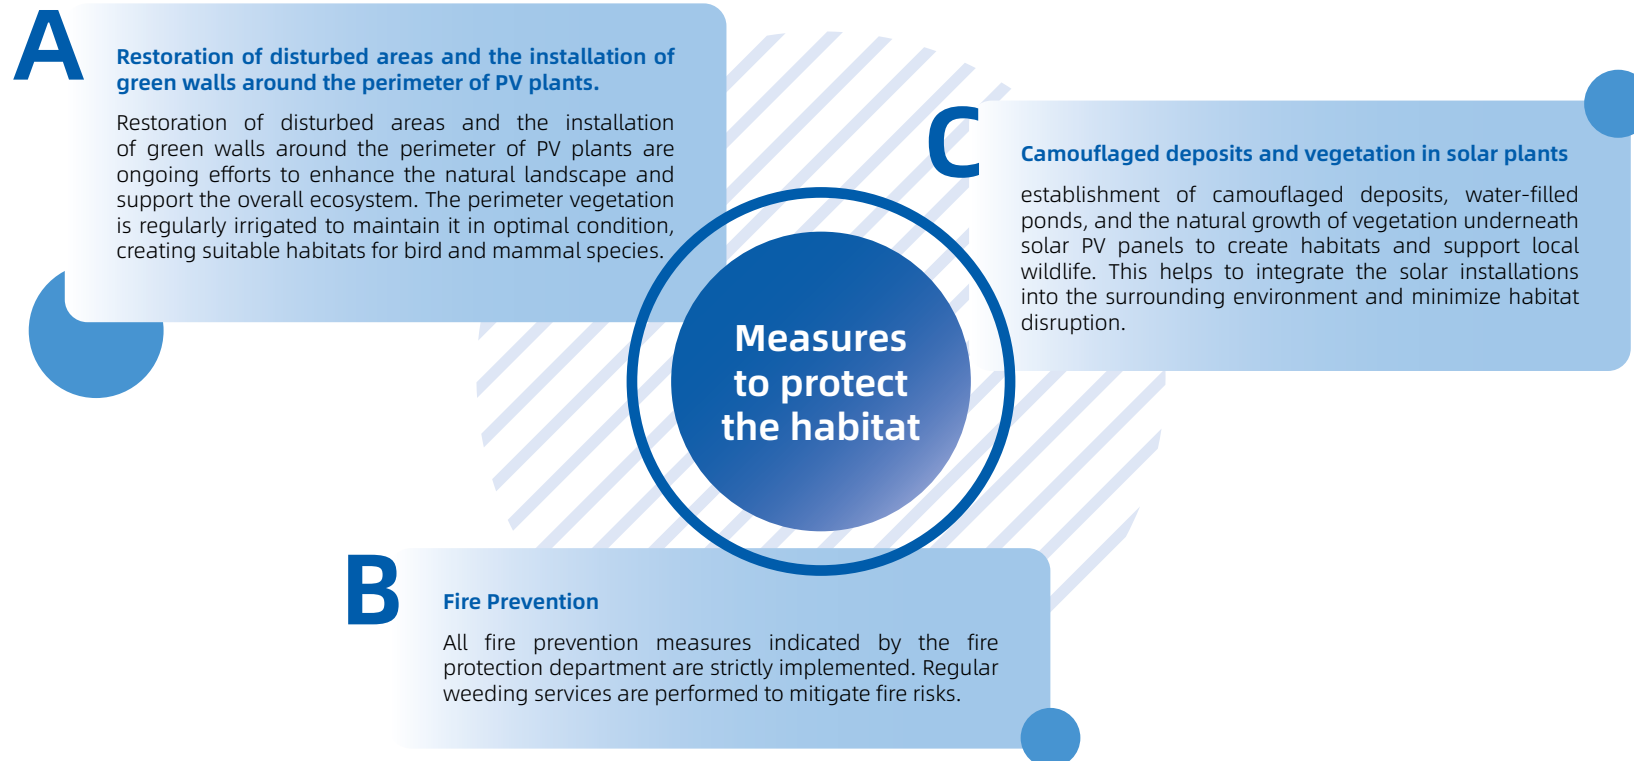 A
Restoration of disturbed areas and the installation of
green walls around the perimeter of PV plants.
Restoration of disturbed areas and the installation
of green walls around the perimeter of PV plants are
ongoing efforts to enhance the natural landscape and
support the overall ecosystem. The perimeter vegetation
is regularly irrigated to maintain it in optimal condition,
creating suitable habitats for bird and mammal species.
Measures
to protect
the habitat
B
Fire Prevention
All fire prevention measures indicated by the fire
protection department are strictly implemented. Regular
weeding services are performed to mitigate fire risks.
C
Camouflaged deposits and vegetation in solar plants
establishment of camouflaged deposits, water-filled
ponds, and the natural growth of vegetation underneath
solar PV panels to create habitats and support local
wildlife. This helps to integrate the solar installations
into the surrounding environment and minimize habitat
disruption.